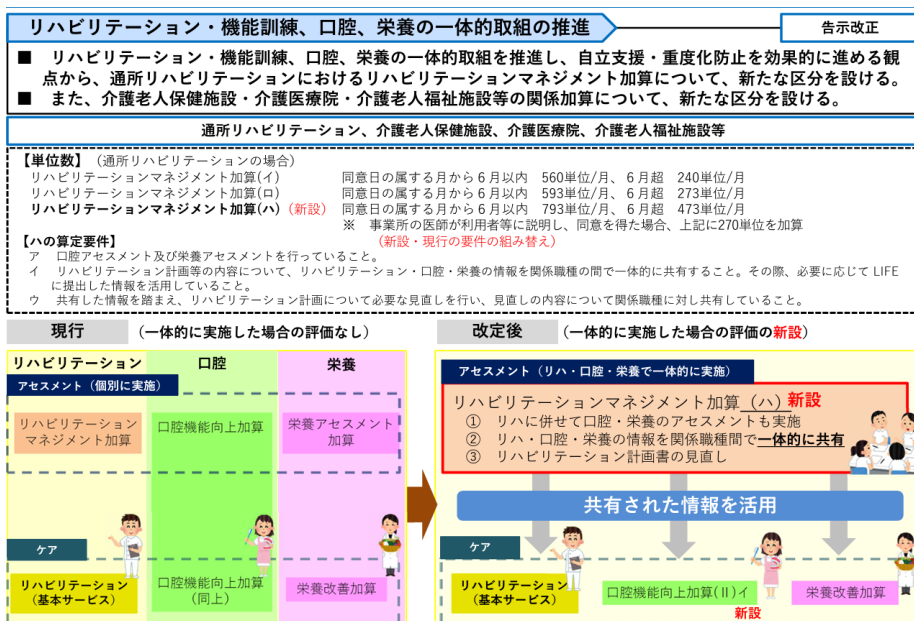 リハビリテーション・機能訓練、口腔、栄養の一体的取組の推進
告示改正
■ リハビリテーション・機能訓練、口腔、栄養の一体的取組を推進し、自立支援・重度化防止を効果的に進める観
点から、通所リハビリテーションにおけるリハビリテーションマネジメント加算について、新たな区分を設ける。
■ また、介護老人保健施設・介護医療院・介護老人福祉施設等の関係加算について、新たな区分を設ける。
通所リハビリテーション、介護老人保健施設、介護医療院、介護老人福祉施設等
【単位数】（通所リハビリテーションの場合）
リハビリテーションマネジメント加算(イ) 同意日の属する月から６月以内 560単位/月、６月超 240単位/月
リハビリテーションマネジメント加算(ロ) 同意日の属する月から６月以内 593単位/月、６月超 273単位/月
リハビリテーションマネジメント加算(ハ)（新設） 同意日の属する月から６月以内 793単位/月、６月超 473単位/月
※ 事業所の医師が利用者等に説明し、同意を得た場合、上記に270単位を加算
【ハの算定要件】 （新設・現行の要件の組み替え）
ア 口腔アセスメント及び栄養アセスメントを行っていること。
イ リハビリテーション計画等の内容について、リハビリテーション・口腔・栄養の情報を関係職種の間で一体的に共有すること。その際、必要に応じて LIFE
に提出した情報を活用していること。
ウ 共有した情報を踏まえ、リハビリテーション計画について必要な見直しを行い、見直しの内容について関係職種に対し共有していること。
現行 （一体的に実施した場合の評価なし）
リハビリテーション 口腔 栄養
アセスメント（個別に実施）
リハビリテーション
マネジメント加算
口腔機能向上加算
栄養アセスメント
加算
ケア
リハビリテーション
（基本サービス）
口腔機能向上加算
（同上）
栄養改善加算
改定後 （一体的に実施した場合の評価の新設）
アセスメント（リハ・口腔・栄養で一体的に実施）
リハビリテーションマネジメント加算（ハ）新設
① リハに併せて口腔・栄養のアセスメントも実施
② リハ・口腔・栄養の情報を関係職種間で一体的に共有
③ リハビリテーション計画書の見直し
共有された情報を活用
ケア
リハビリテーション
（基本サービス）
口腔機能向上加算(Ⅱ)イ
新設
栄養改善加算